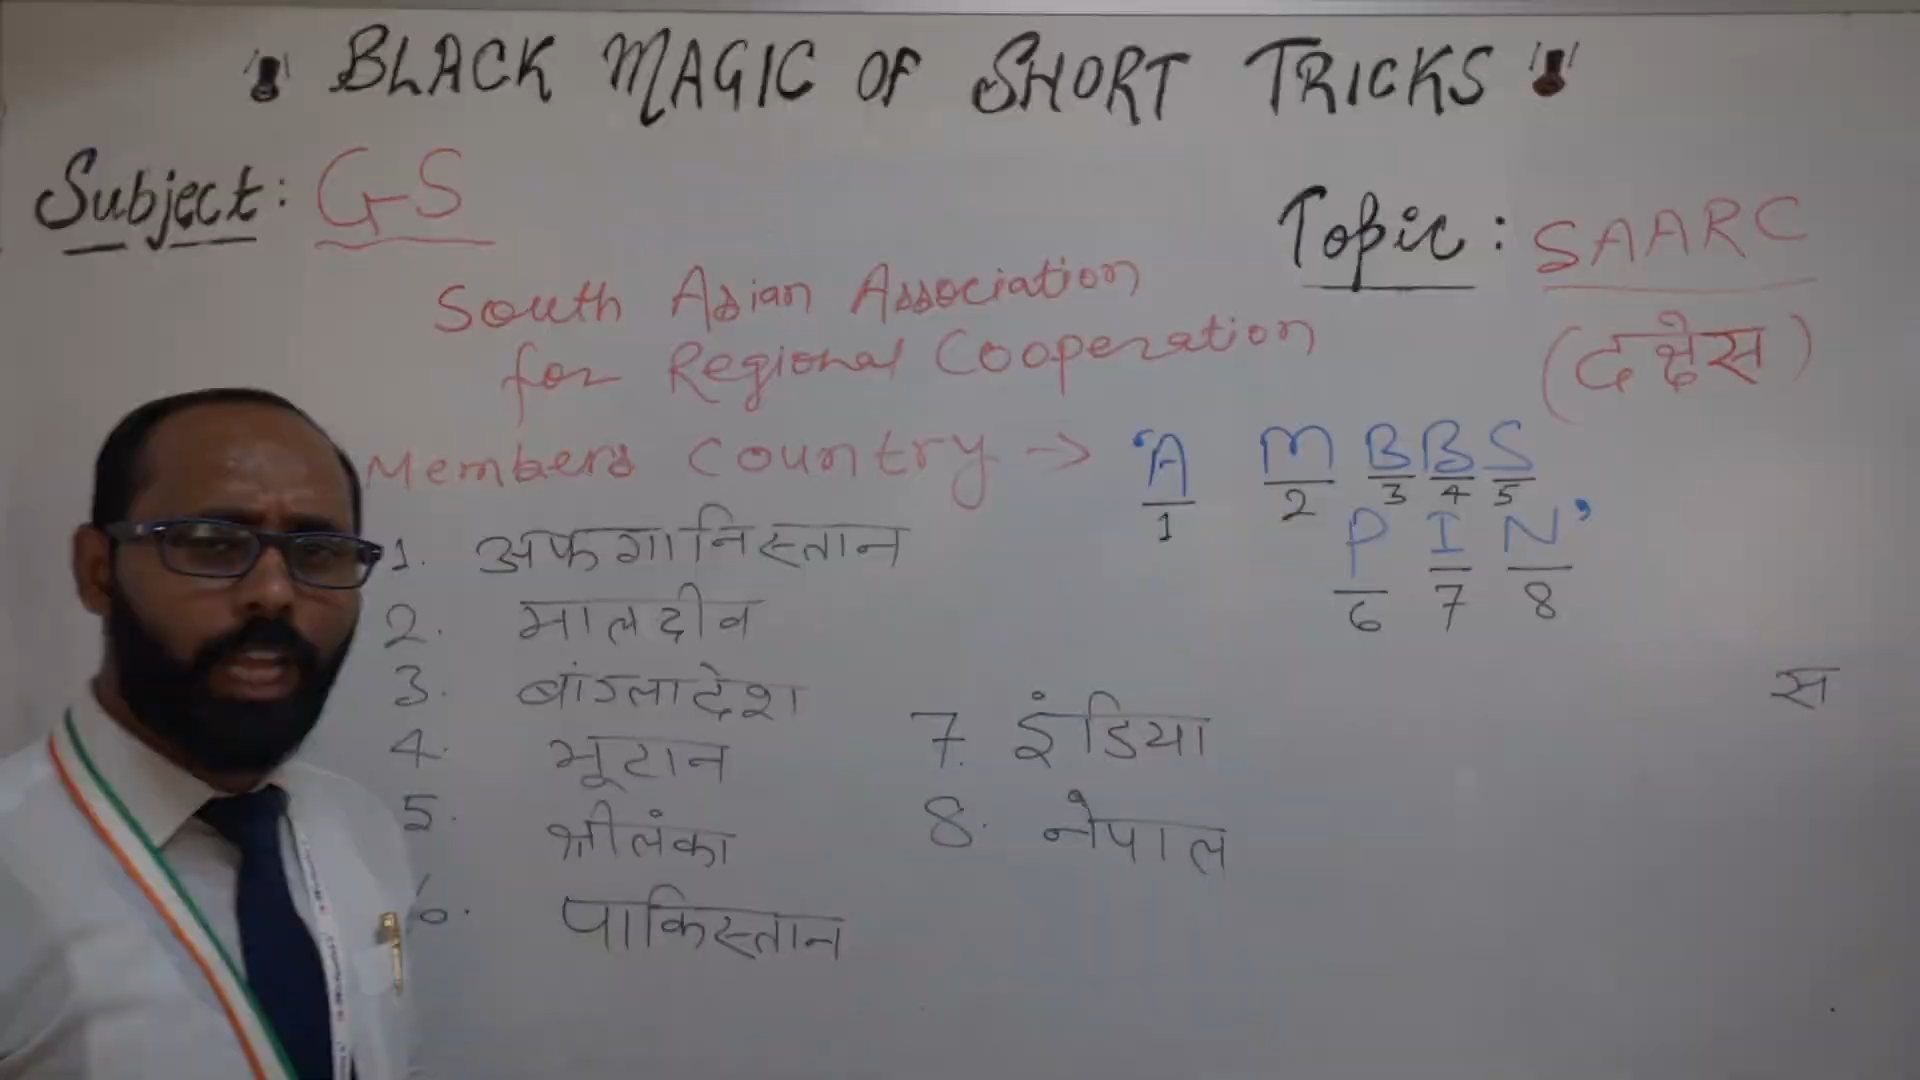 BLACK MAGIC OF SHORT TRICKS
Subject: GS
Topic: SAARC
(दक्षेस)
South Asian Association
for Regional Cooperation
Members Country → 'A M B B S
1 2 3 4 5
P I N'
6 7 8
1. अफगानिस्तान
2. मालदीव
3. बांग्लादेश
4. भूटान
5. श्रीलंका
6. पाकिस्तान
7. इंडिया
8. नेपाल
स